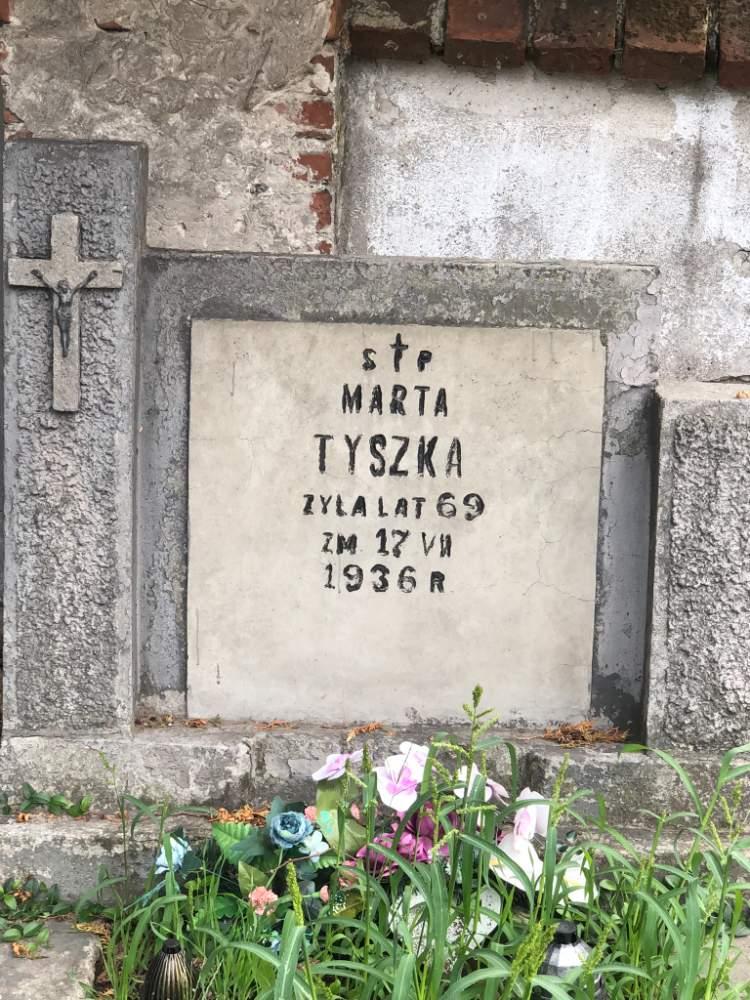 S † P
MARTA
TYSZKA
ŻYŁA LAT 69
ZM. 17 VII
1936 R